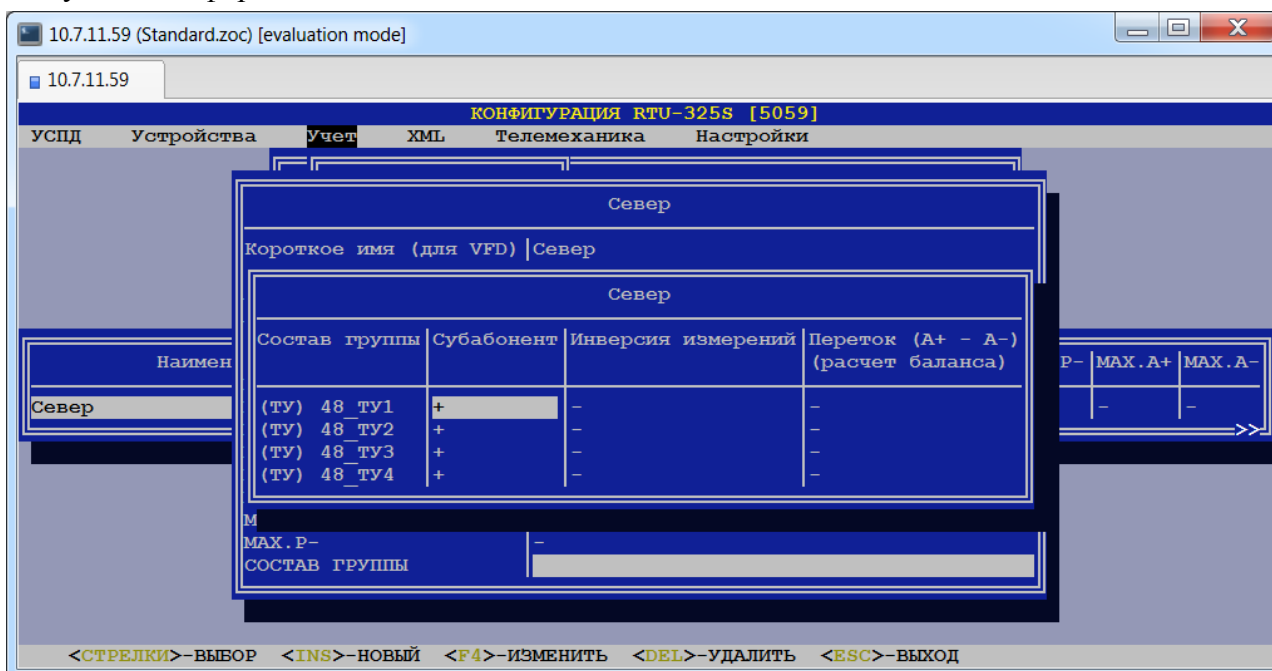 10.7.11.59 (Standard.zoc) [evaluation mode]
10.7.11.59
КОНФИГУРАЦИЯ RTU-325S [5059]
УСПД Устройства Учет XML Телемеханика Настройки
Север
Короткое имя (для VFD) Север
Север
Состав группы Субабонент Инверсия измерений Переток (А+ - А-)
(расчет баланса)
Наимен P- MAX.A+ MAX.A-
Север - -
(ТУ) 48_ТУ1 + - -
(ТУ) 48_ТУ2 + - -
(ТУ) 48_ТУ3 + - -
(ТУ) 48_ТУ4 + - -
>>
М
MAX.P- -
СОСТАВ ГРУППЫ
<СТРЕЛКИ>-ВЫБОР <INS>-НОВЫЙ <F4>-ИЗМЕНИТЬ <DEL>-УДАЛИТЬ <ESC>-ВЫХОД